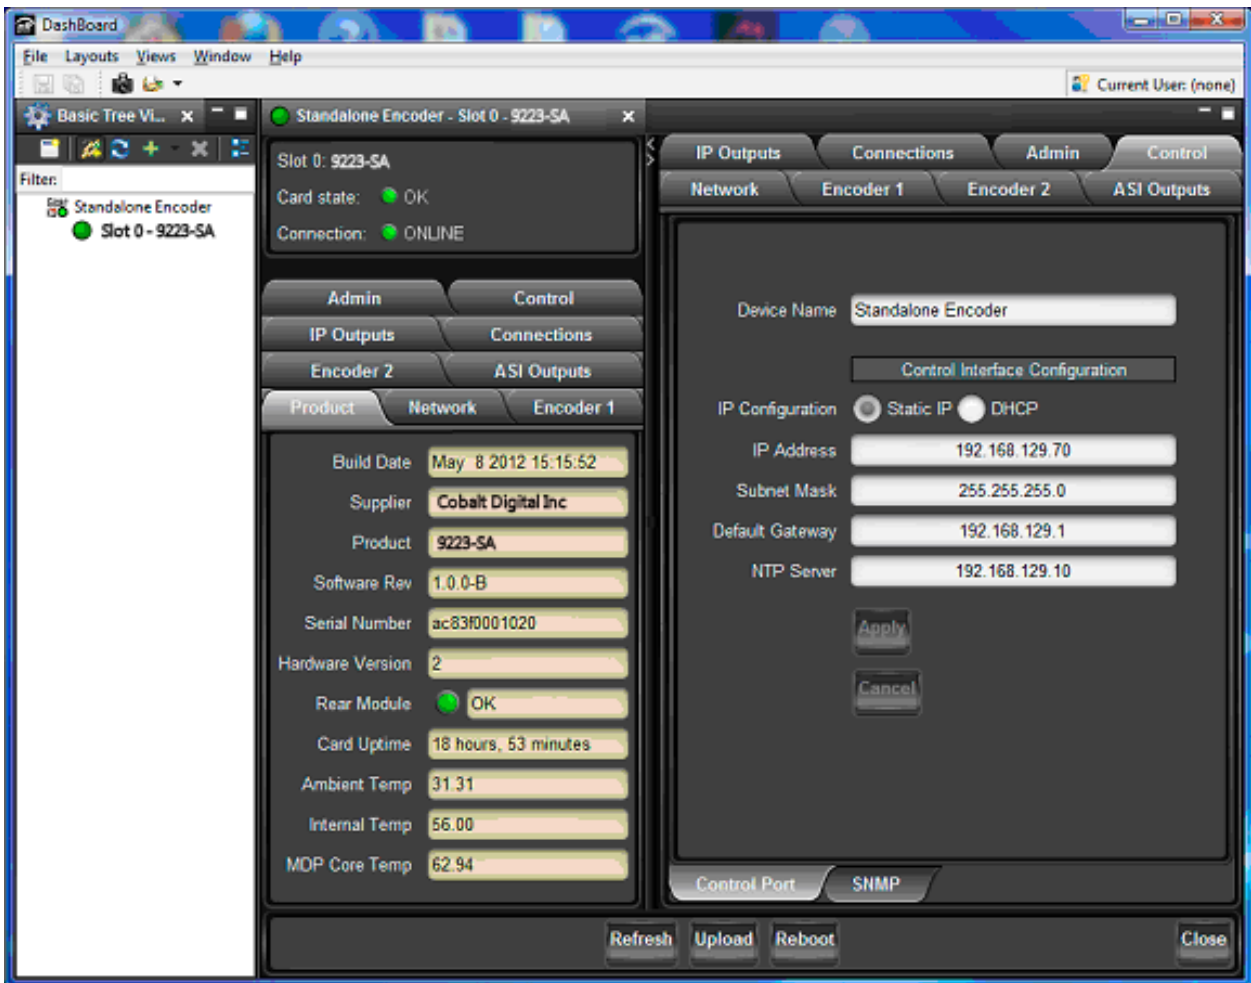 DashBoard
File Layouts Views Window Help
Current User: (none)
Basic Tree Vi...
Filter:
Standalone Encoder
Slot 0 - 9223-SA
Standalone Encoder - Slot 0 - 9223-SA
Slot 0: 9223-SA
Card state: OK
Connection: ONLINE
Admin Control
IP Outputs Connections
Encoder 2 ASI Outputs
Product Network Encoder 1
Build Date May 8 2012 15:15:52
Supplier Cobalt Digital Inc
Product 9223-SA
Software Rev 1.0.0-B
Serial Number ac83f0001020
Hardware Version 2
Rear Module OK
Card Uptime 18 hours, 53 minutes
Ambient Temp 31.31
Internal Temp 56.00
MDP Core Temp 62.94
IP Outputs Connections Admin Control
Network Encoder 1 Encoder 2 ASI Outputs
Device Name Standalone Encoder
Control Interface Configuration
IP Configuration Static IP DHCP
IP Address 192.168.129.70
Subnet Mask 255.255.255.0
Default Gateway 192.168.129.1
NTP Server 192.168.129.10
Apply
Cancel
Control Port SNMP
Refresh Upload Reboot Close